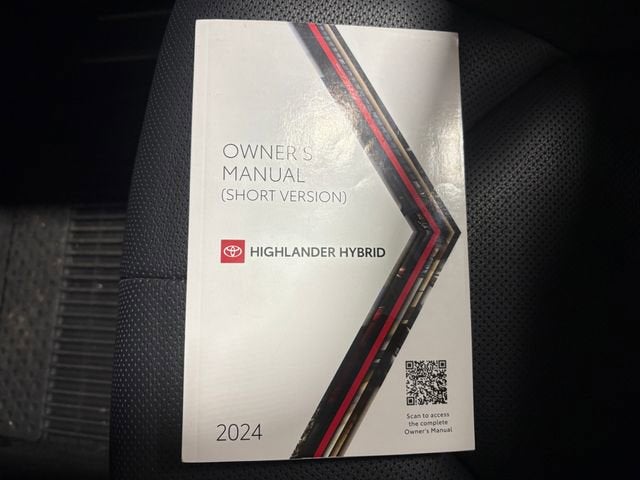 OWNER'S
MANUAL
(SHORT VERSION)
HIGHLANDER HYBRID
Scan to access
the complete
Owner's Manual
2024